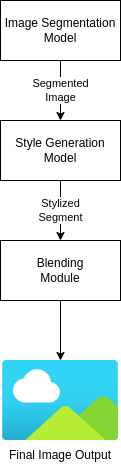 Image Segmentation
Model
Segmented
Image
Style Generation
Model
Stylized
Segment
Blending
Module
Final Image Output